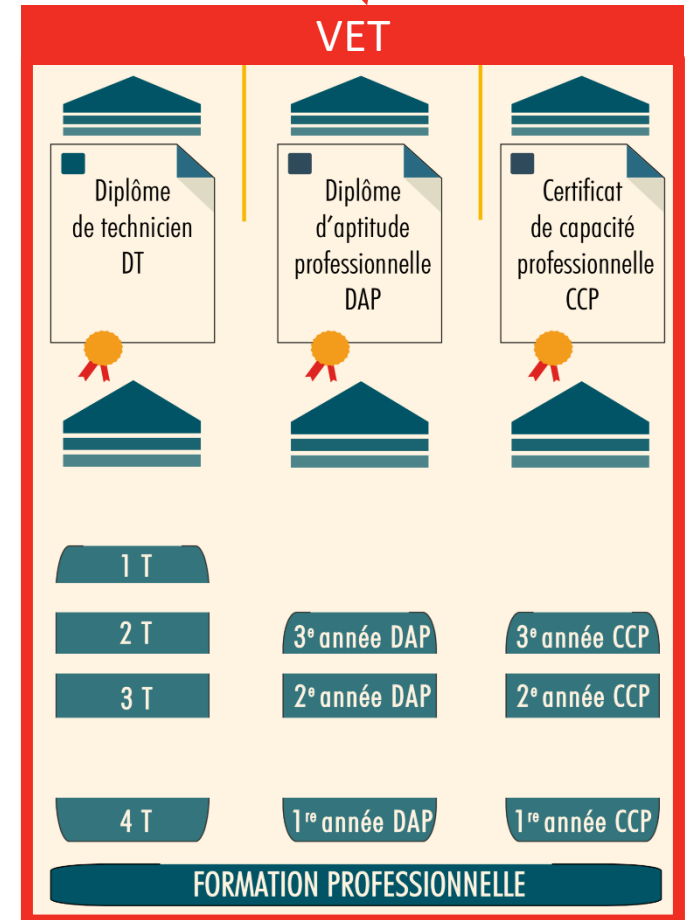 VET
Diplôme
de technicien
DT
Diplôme
d'aptitude
professionnelle
DAP
Certificat
de capacité
professionnelle
CCP
1 T
2 T
3e année DAP
3e année CCP
3 T
2e année DAP
2e année CCP
4 T
1re année DAP
1re année CCP
FORMATION PROFESSIONNELLE